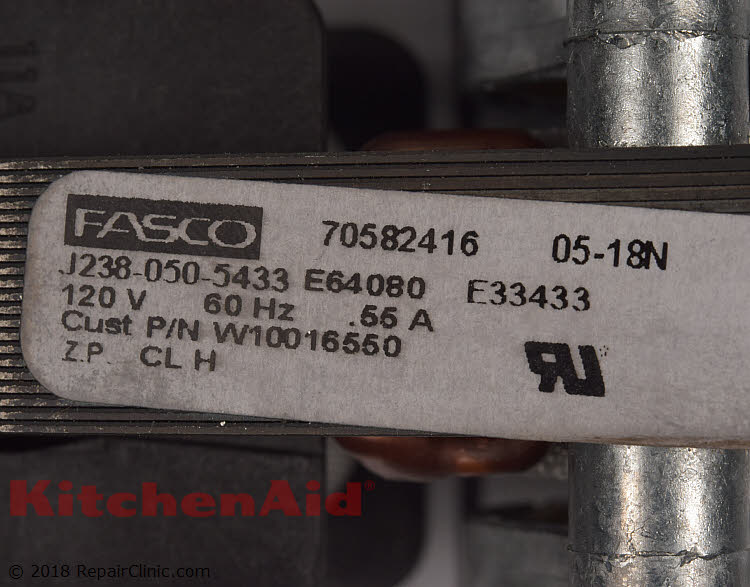 FASCO 70582416 05-18N
J238-050-5433 E64080 E33433
120 V 60 Hz .55 A
Cust P/N W10016550
Z.P. CL H
RU
KitchenAid®
© 2018 RepairClinic.com